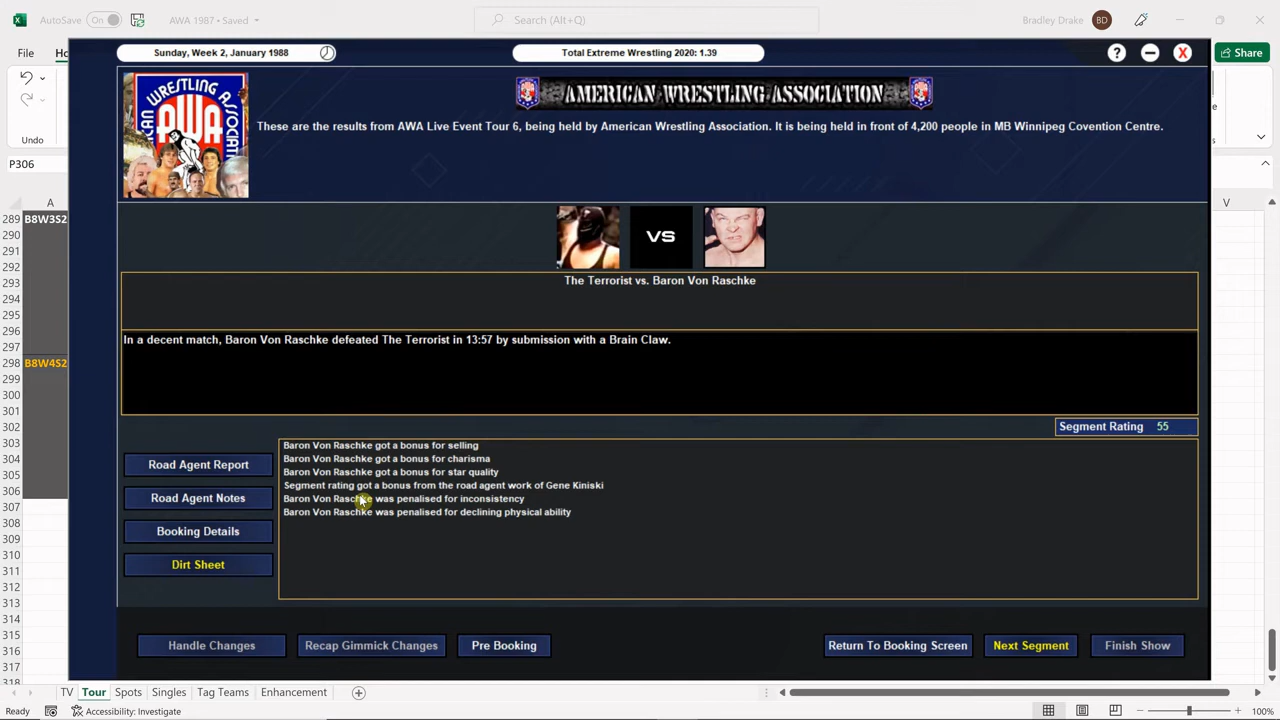 AutoSave Off
AWA 1987 • Saved
Search (Alt+Q)
Bradley Drake BD
File Ho
Share
Undo
P306
A
V
Sunday, Week 2, January 1988
Total Extreme Wrestling 2020: 1.39
? X
AWA WRESTLING ASSOCIATION
AMERICAN WRESTLING ASSOCIATION
These are the results from AWA Live Event Tour 6, being held by American Wrestling Association. It is being held in front of 4,200 people in MB Winnipeg Covention Centre.
VS
The Terrorist vs. Baron Von Raschke
In a decent match, Baron Von Raschke defeated The Terrorist in 13:57 by submission with a Brain Claw.
Segment Rating 55
Road Agent Report
Road Agent Notes
Booking Details
Dirt Sheet
Baron Von Raschke got a bonus for selling
Baron Von Raschke got a bonus for charisma
Baron Von Raschke got a bonus for star quality
Segment rating got a bonus from the road agent work of Gene Kiniski
Baron Von Raschke was penalised for inconsistency
Baron Von Raschke was penalised for declining physical ability
Handle Changes
Recap Gimmick Changes
Pre Booking
Return To Booking Screen
Next Segment
Finish Show
289 B8W3S2
290
291
292
293
294
295
296
297
298 B8W4S2
299
300
301
302
303
304
305
306
307
308
309
310
311
312
313
314
315
316
317
318
TV Tour Spots Singles Tag Teams Enhancement
Ready Accessibility: Investigate
100%